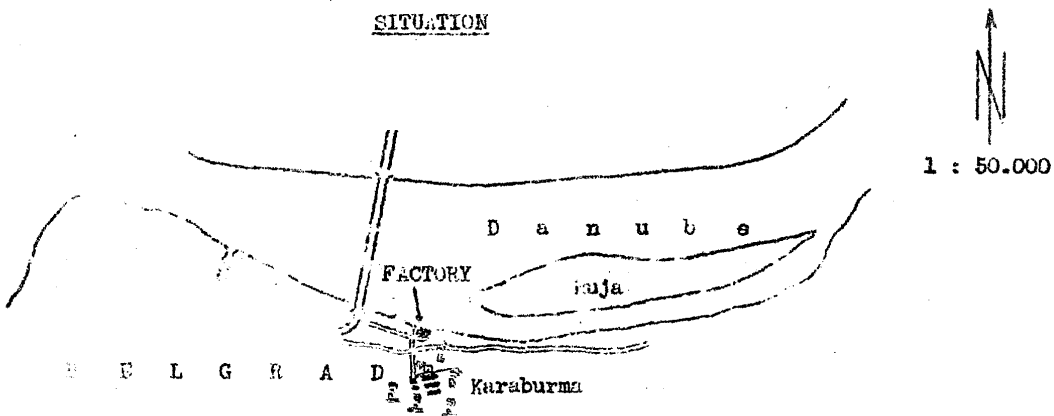 SITUATION
N
1 : 50.000
D a n u b e
FACTORY
B E L G R A D E
Karaburma